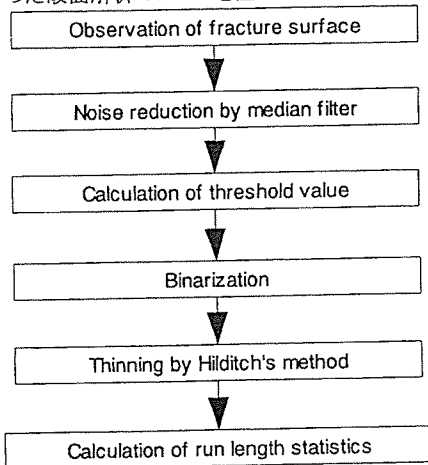 Observation of fracture surface
Noise reduction by median filter
Calculation of threshold value
Binarization
Thinning by Hilditch's method
Calculation of run length statistics